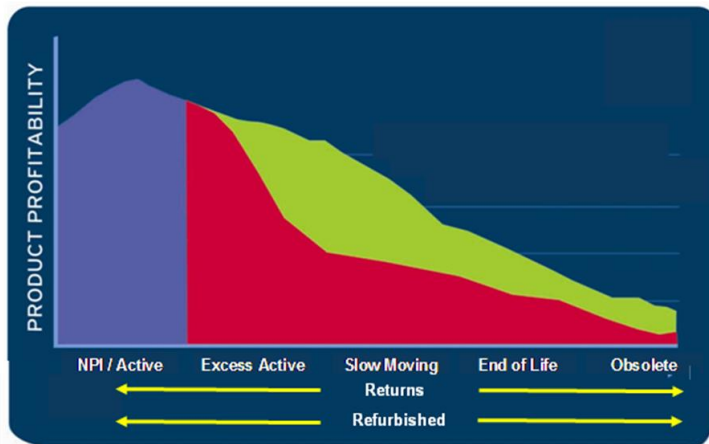 PRODUCT PROFITABILITY
NPI / Active Excess Active Slow Moving End of Life Obsolete
Returns
Refurbished